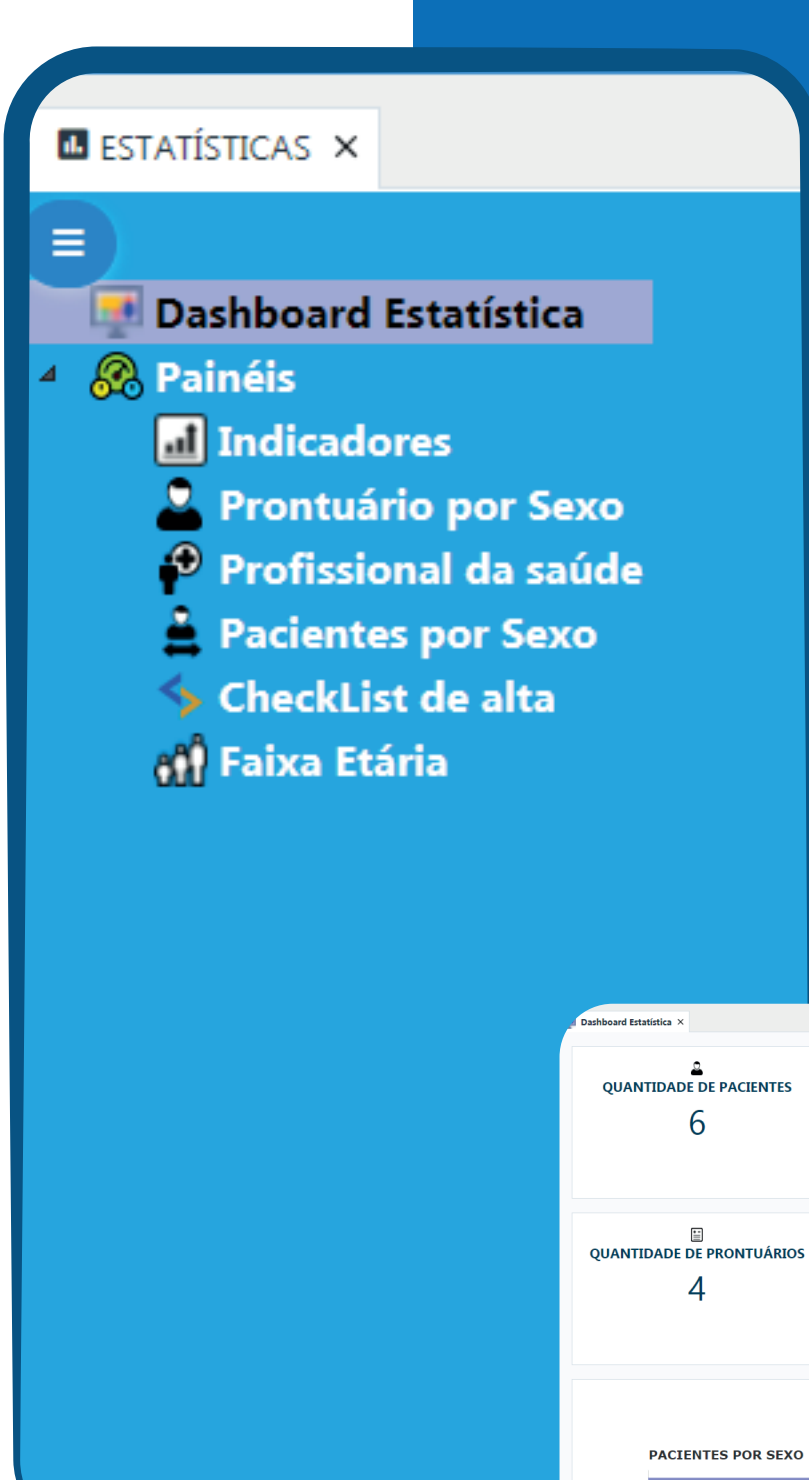 ESTATÍSTICAS
Dashboard Estatística
Painéis
Indicadores
Prontuário por Sexo
Profissional da saúde
Pacientes por Sexo
CheckList de alta
Faixa Etária
Dashboard Estatística
QUANTIDADE DE PACIENTES
6
QUANTIDADE DE PRONTUÁRIOS
4
PACIENTES POR SEXO